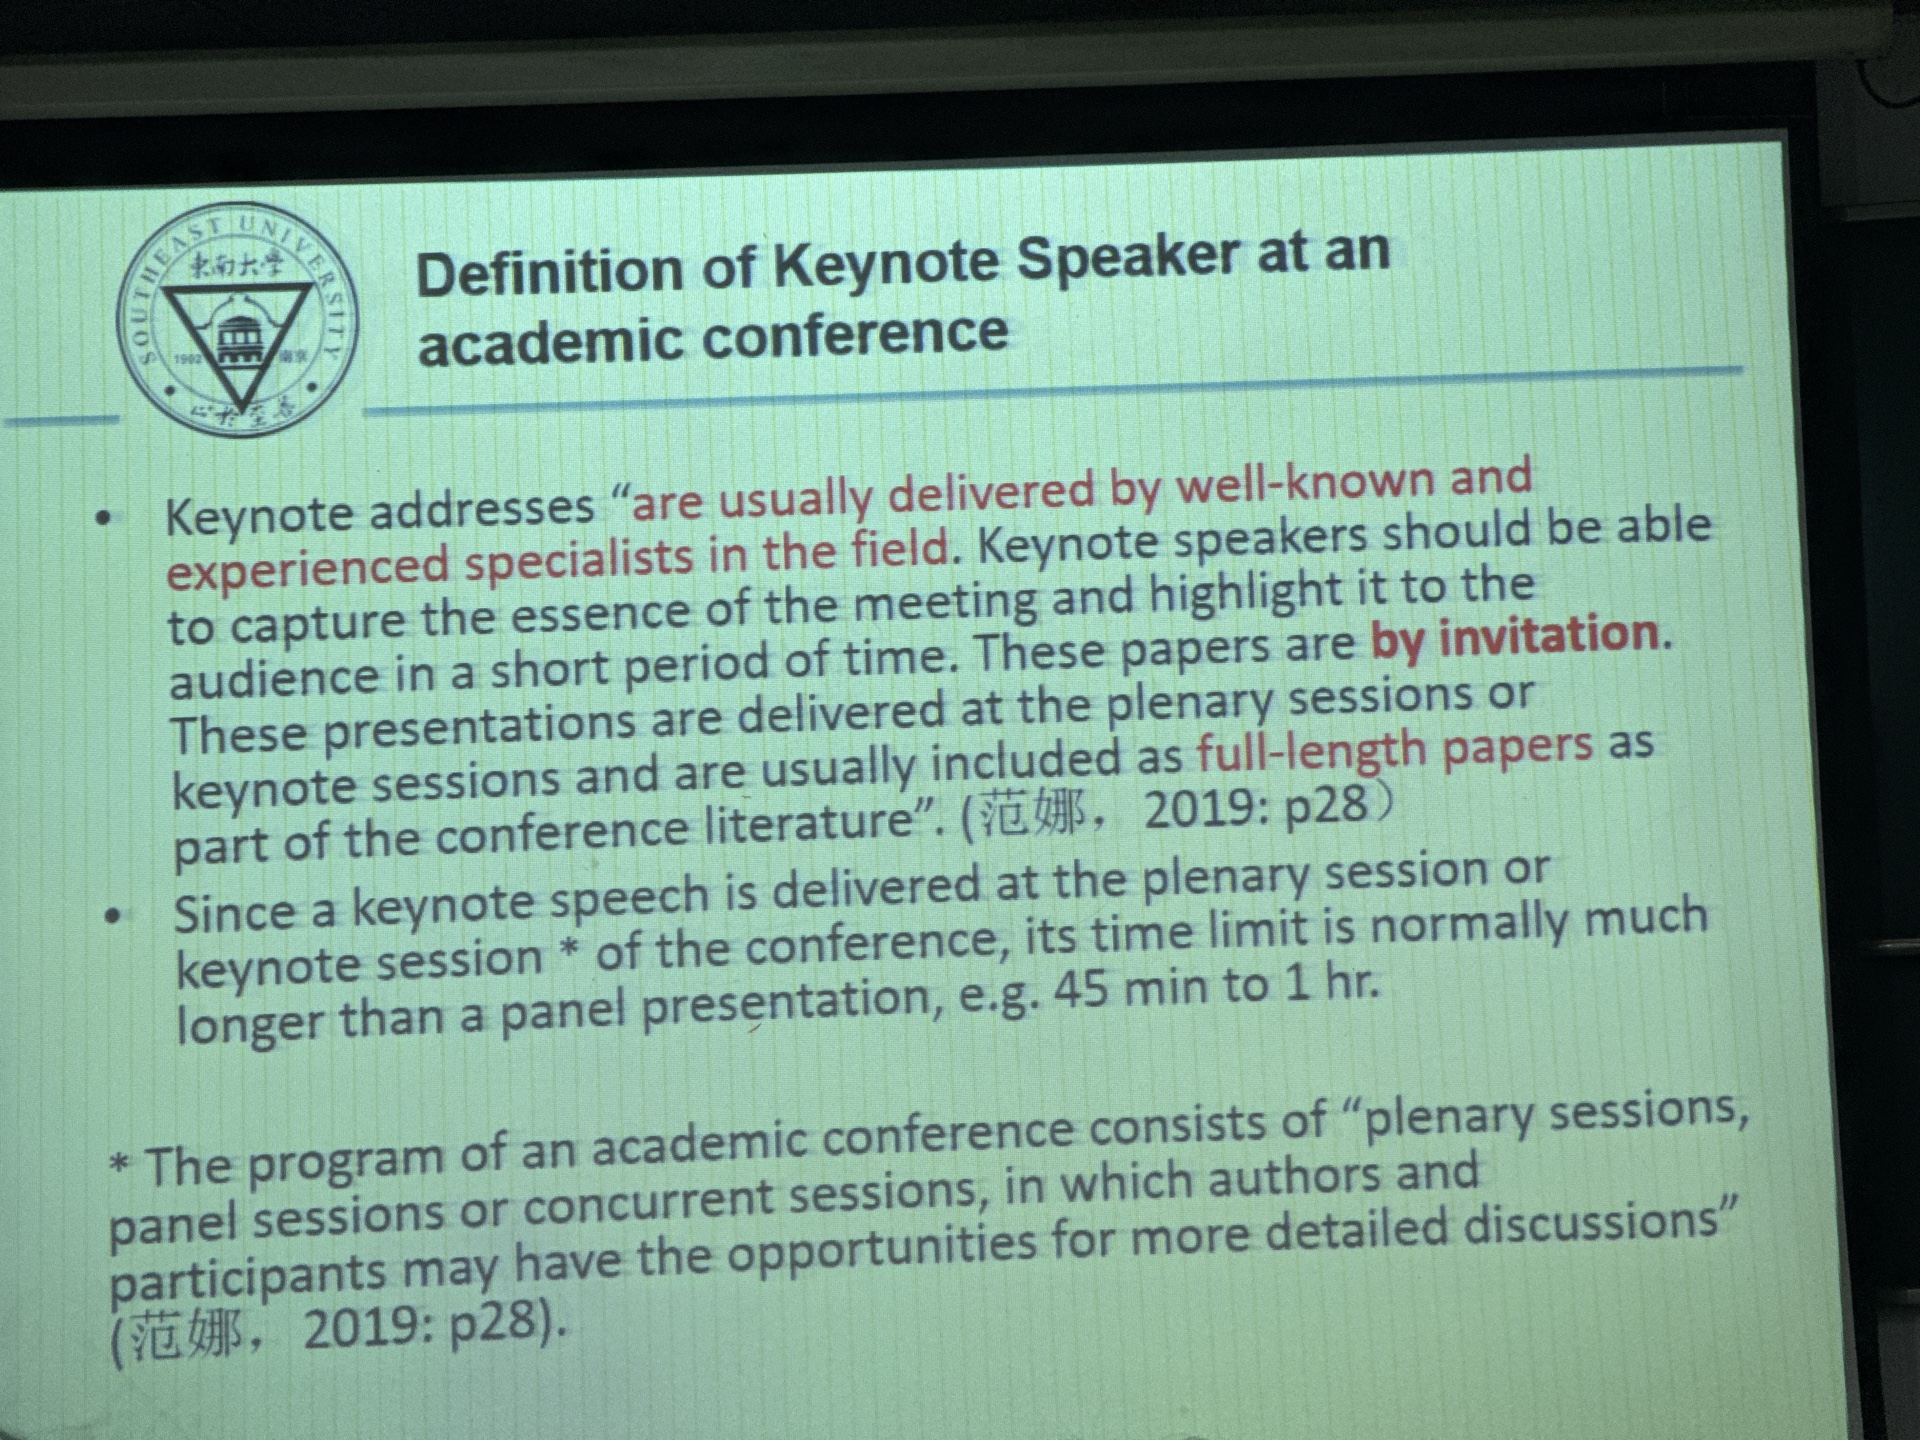 SOUTHEAST UNIVERSITY
東南大学
1902 南京
止於至善
Definition of Keynote Speaker at an
academic conference
• Keynote addresses “are usually delivered by well-known and
experienced specialists in the field. Keynote speakers should be able
to capture the essence of the meeting and highlight it to the
audience in a short period of time. These papers are by invitation.
These presentations are delivered at the plenary sessions or
keynote sessions and are usually included as full-length papers as
part of the conference literature”. (范娜，2019: p28）
• Since a keynote speech is delivered at the plenary session or
keynote session * of the conference, its time limit is normally much
longer than a panel presentation, e.g. 45 min to 1 hr.
* The program of an academic conference consists of “plenary sessions,
panel sessions or concurrent sessions, in which authors and
participants may have the opportunities for more detailed discussions”
(范娜，2019: p28).